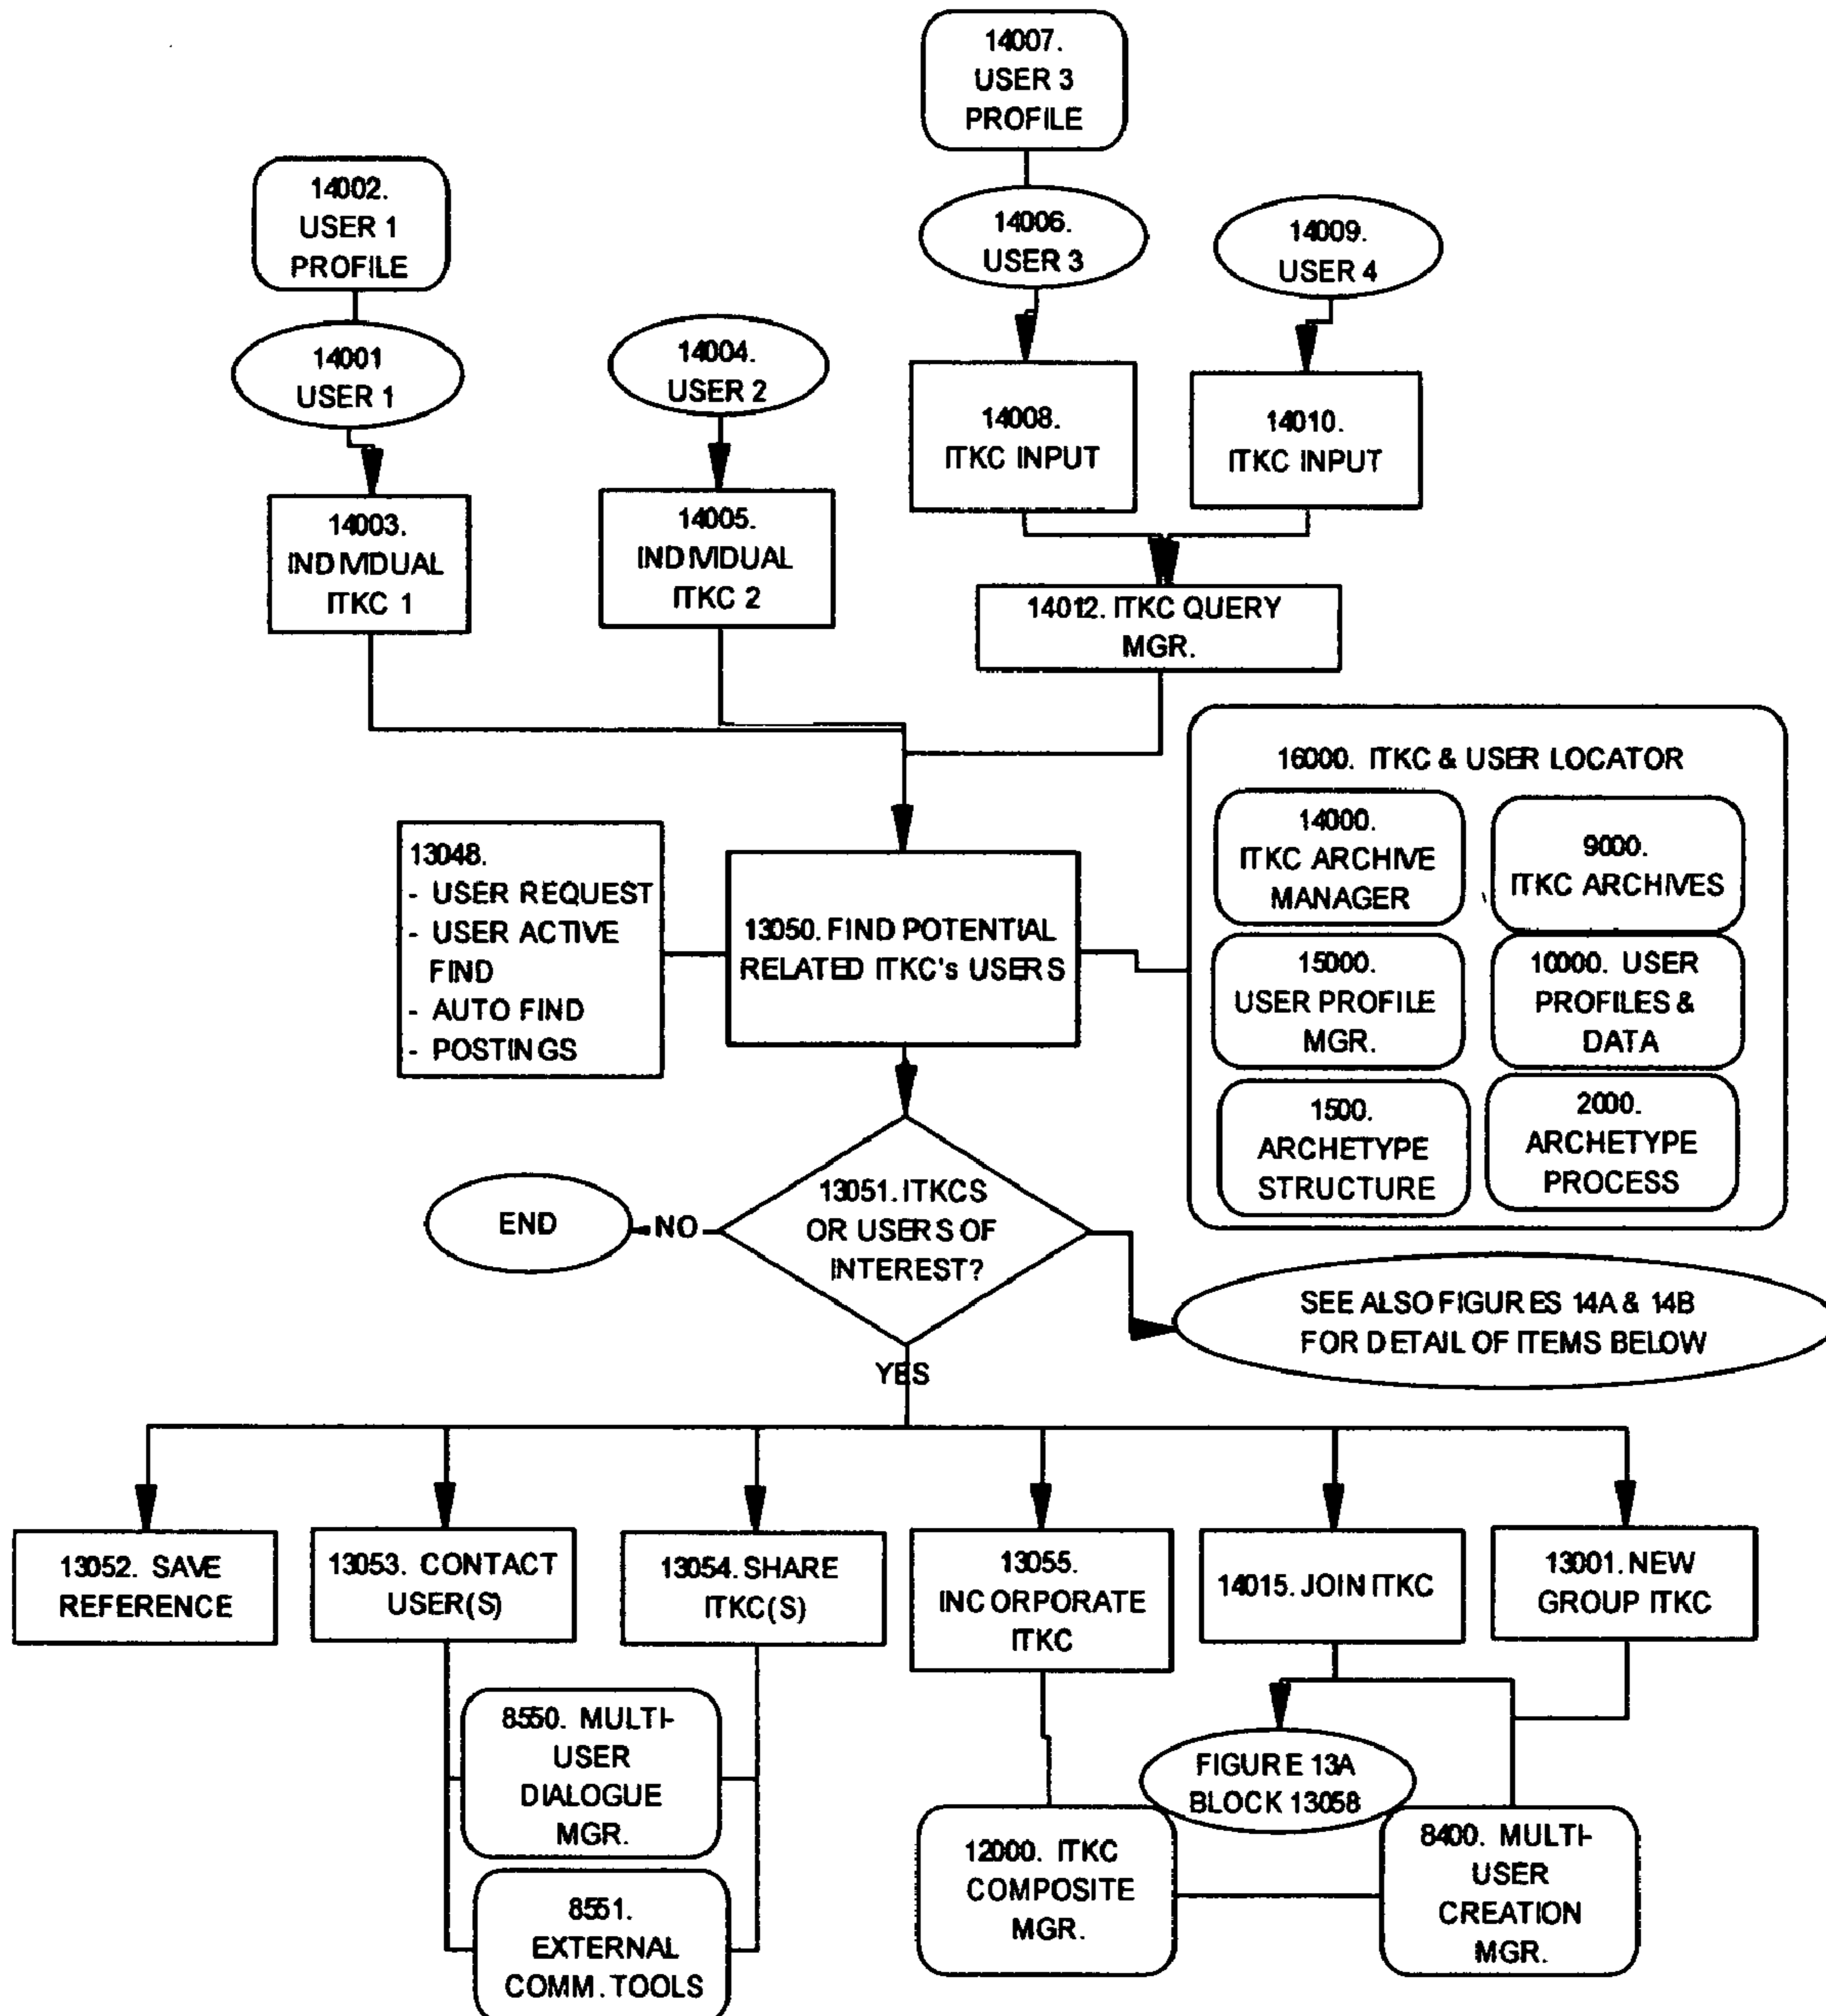 14007.
USER 3
PROFILE
14002.
USER 1
PROFILE
14006.
USER 3
14009.
USER 4
14001
USER 1
14004.
USER 2
14008.
ITKC INPUT
14010.
ITKC INPUT
14003.
INDIVIDUAL
ITKC 1
14005.
INDIVIDUAL
ITKC 2
14012. ITKC QUERY
MGR.
16000. ITKC & USER LOCATOR
14000.
ITKC ARCHIVE
MANAGER
9000.
ITKC ARCHIVES
15000.
USER PROFILE
MGR.
10000. USER
PROFILES &
DATA
1500.
ARCHETYPE
STRUCTURE
2000.
ARCHETYPE
PROCESS
13048.
- USER REQUEST
- USER ACTIVE
FIND
- AUTO FIND
- POSTINGS
13050. FIND POTENTIAL
RELATED ITKC's USERS
13051. ITKCS
OR USERS OF
INTEREST?
NO
END
SEE ALSO FIGURES 14A & 14B
FOR DETAIL OF ITEMS BELOW
YES
13052. SAVE
REFERENCE
13053. CONTACT
USER(S)
13054. SHARE
ITKC(S)
13055.
INCORPORATE
ITKC
14015. JOIN ITKC
13001. NEW
GROUP ITKC
8550. MULTI-
USER
DIALOGUE
MGR.
8551.
EXTERNAL
COMM. TOOLS
FIGURE 13A
BLOCK 13058
12000. ITKC
COMPOSITE
MGR.
8400. MULTI-
USER
CREATION
MGR.